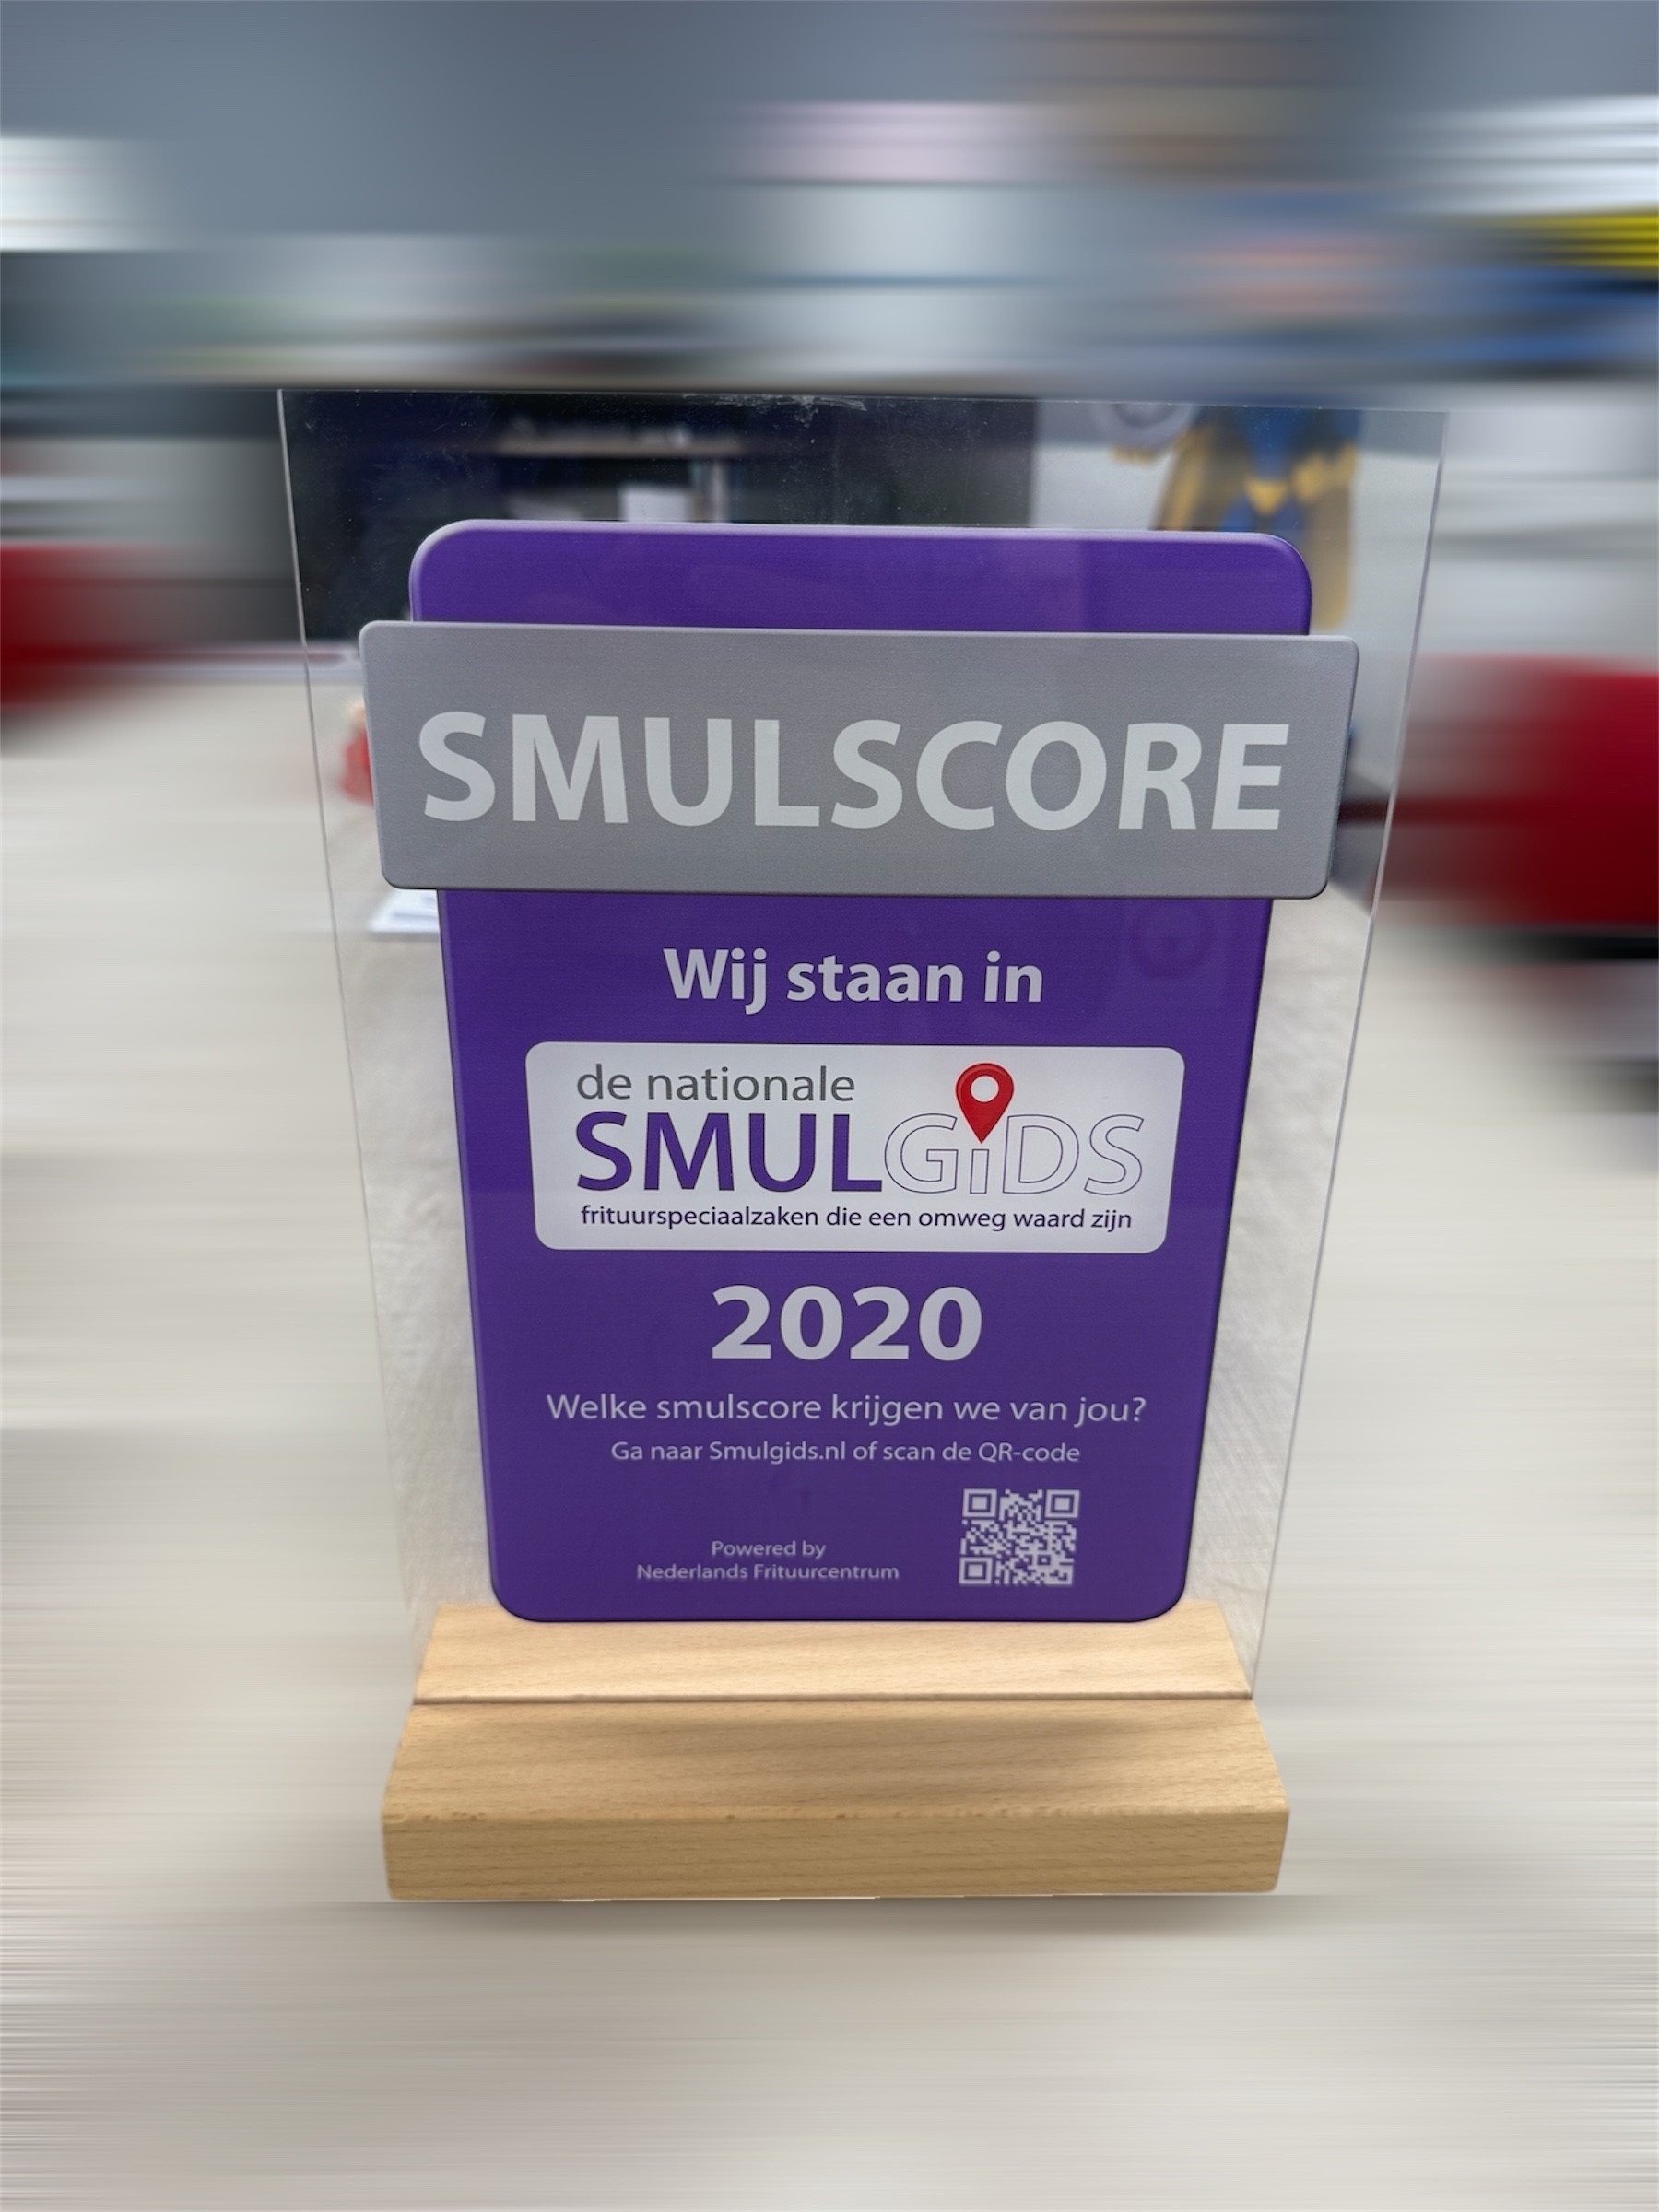 SMULSCORE
Wij staan in
de nationale
SMULGiDS
frituurspeciaalzaken die een omweg waard zijn
2020
Welke smulscore krijgen we van jou?
Ga naar Smulgids.nl of scan de QR-code
Powered by
Nederlands Frituurcentrum